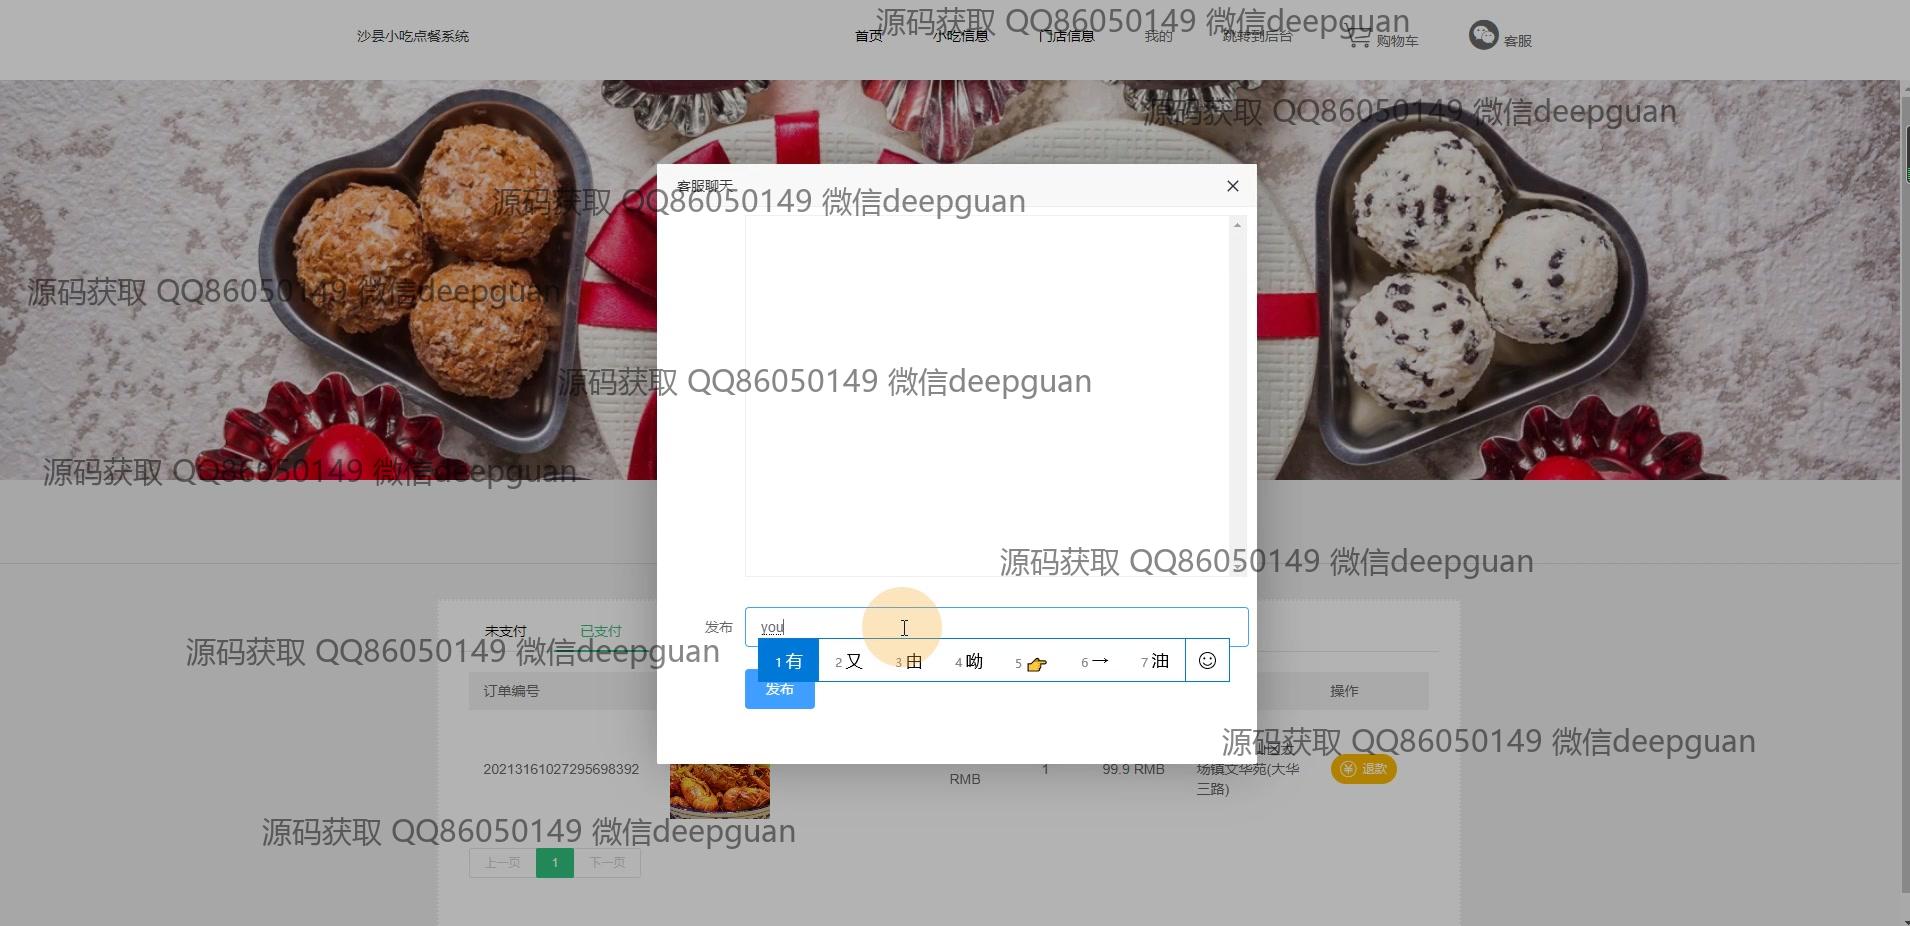 沙县小吃点餐系统
首页 小吃信息 门店信息 我的 跳转到后台 购物车 客服
源码获取 QQ86050149 微信deepguan
源码获取 QQ86050149 微信deepguan
客服聊天
源码获取 QQ86050149 微信deepguan
源码获取 QQ86050149 微信deepguan
源码获取 QQ86050149 微信deepguan
源码获取 QQ86050149 微信deepguan
源码获取 QQ86050149 微信deepguan
发布 you
1 有 2 又 3 由 4 呦 5 👉 6 → 7 油
发布
未支付 已支付
源码获取 QQ86050149 微信deepguan
订单编号 操作
源码获取 QQ86050149 微信deepguan
20213161027295698392 RMB 1 99.9 RMB
场镇文华苑(大华
三路)
退款
源码获取 QQ86050149 微信deepguan
上一页 1 下一页